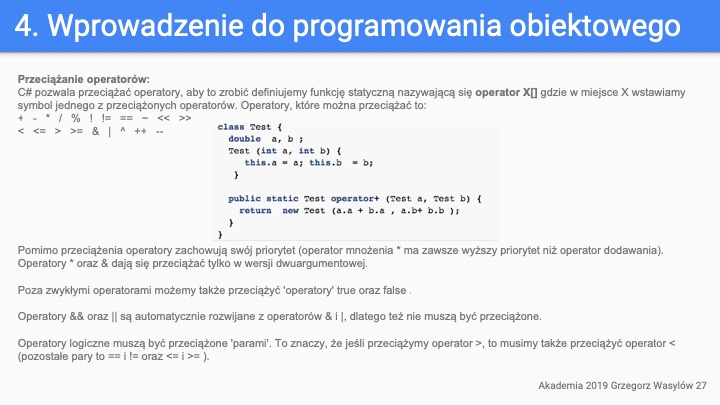 4. Wprowadzenie do programowania obiektowego
Przeciążanie operatorów:
C# pozwala przeciążać operatory, aby to zrobić definiujemy funkcję statyczną nazywającą się operator X[] gdzie w miejsce X wstawiamy
symbol jednego z przeciążonych operatorów. Operatory, które można przeciążać to:
+ - * / % ! != == ~ << >>
< <= > >= & | ^ ++ --
class Test {
double a, b ;
Test (int a, int b) {
this.a = a; this.b = b;
}
public static Test operator+ (Test a, Test b) {
return new Test (a.a + b.a , a.b+ b.b );
}
}
Pomimo przeciążenia operatory zachowują swój priorytet (operator mnożenia * ma zawsze wyższy priorytet niż operator dodawania).
Operatory * oraz & dają się przeciążać tylko w wersji dwuargumentowej.
Poza zwykłymi operatorami możemy także przeciążyć 'operatory' true oraz false .
Operatory && oraz || są automatycznie rozwijane z operatorów & i |, dlatego też nie muszą być przeciążone.
Operatory logiczne muszą być przeciążone 'parami'. To znaczy, że jeśli przeciążymy operator >, to musimy także przeciążyć operator <
(pozostałe pary to == i != oraz <= i >= ).
Akademia 2019 Grzegorz Wasylów 27